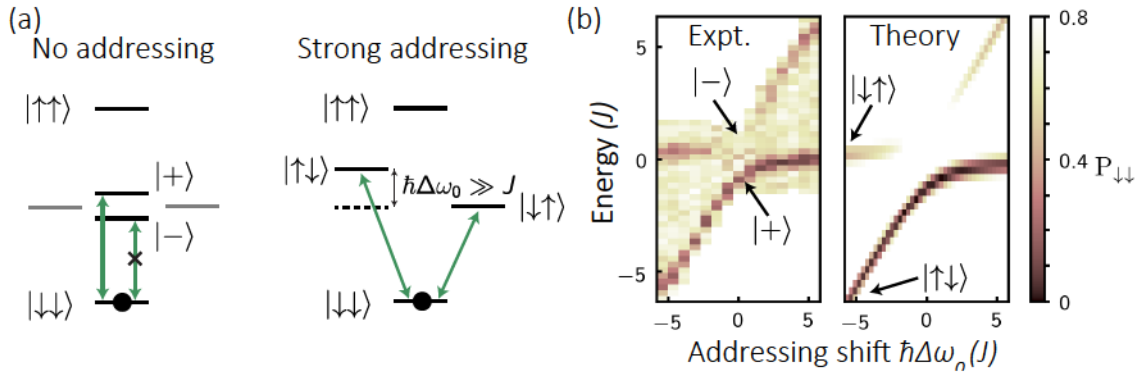 (a)
No addressing
Strong addressing
|↑↑⟩
|↑↑⟩
|+⟩
|−⟩
|↑↓⟩
ħΔω₀ ≫ J
|↓↑⟩
|↓↓⟩
|↓↓⟩
(b)
Expt.
Theory
|−⟩
|+⟩
|↓↑⟩
|↑↓⟩
Energy (J)
5
0
−5
−5 0 5
−5 0 5
Addressing shift ħΔω₀(J)
0.8
0.4
0
P↓↓